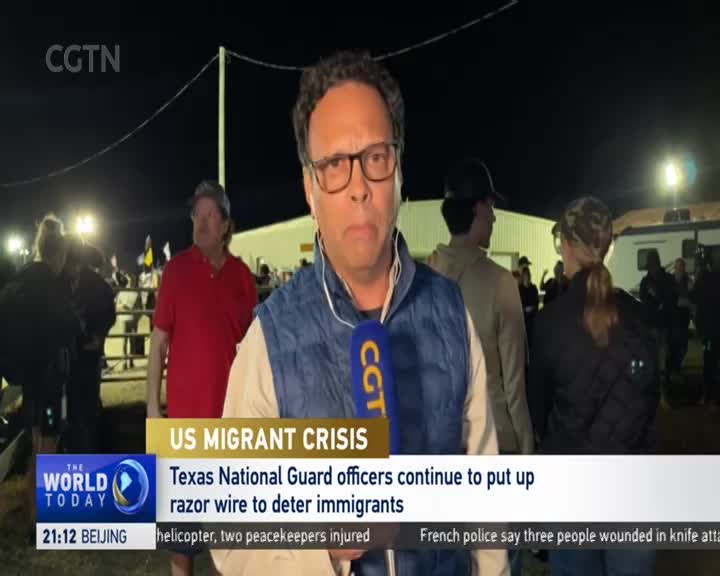 CGTN
CGT
US MIGRANT CRISIS
Texas National Guard officers continue to put up
razor wire to deter immigrants
THE
WORLD
TODAY
21:12 BEIJING
helicopter, two peacekeepers injured French police say three people wounded in knife atta